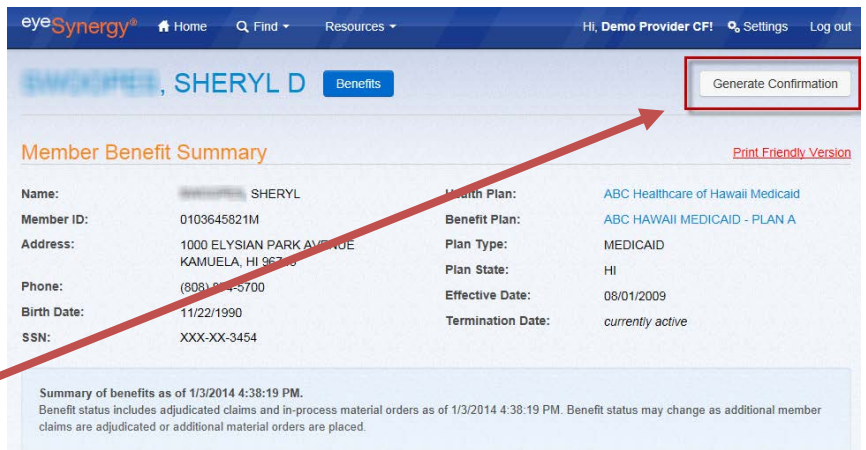 eyeSynergy® Home Find Resources Hi, Demo Provider CF! Settings Log out
, SHERYL D Benefits Generate Confirmation
Member Benefit Summary Print Friendly Version
Name: SHERYL Health Plan: ABC Healthcare of Hawaii Medicaid
Member ID: 0103645821M Benefit Plan: ABC HAWAII MEDICAID - PLAN A
Address: 1000 ELYSIAN PARK AVENUE Plan Type: MEDICAID
KAMUELA, HI Plan State: HI
Phone: (808) Effective Date: 08/01/2009
Birth Date: 11/22/1990 Termination Date: currently active
SSN: XXX-XX-3454
Summary of benefits as of 1/3/2014 4:38:19 PM.
Benefit status includes adjudicated claims and in-process material orders as of 1/3/2014 4:38:19 PM. Benefit status may change as additional member
claims are adjudicated or additional material orders are placed.